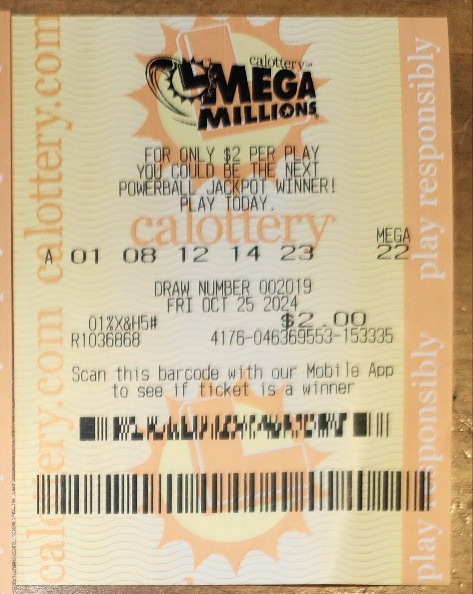 calottery
MEGA
MILLIONS
FOR ONLY $2 PER PLAY
YOU COULD BE THE NEXT
POWERBALL JACKPOT WINNER!
PLAY TODAY.
calottery
MEGA
A 01 08 12 14 23 22
DRAW NUMBER 002019
FRI OCT 25 2024
01%X&H5# $2.00
R1036868 4176-046369553-153335
Scan this barcode with our Mobile App
to see if ticket is a winner
calottery.com calottery.com
play responsibly play responsibly